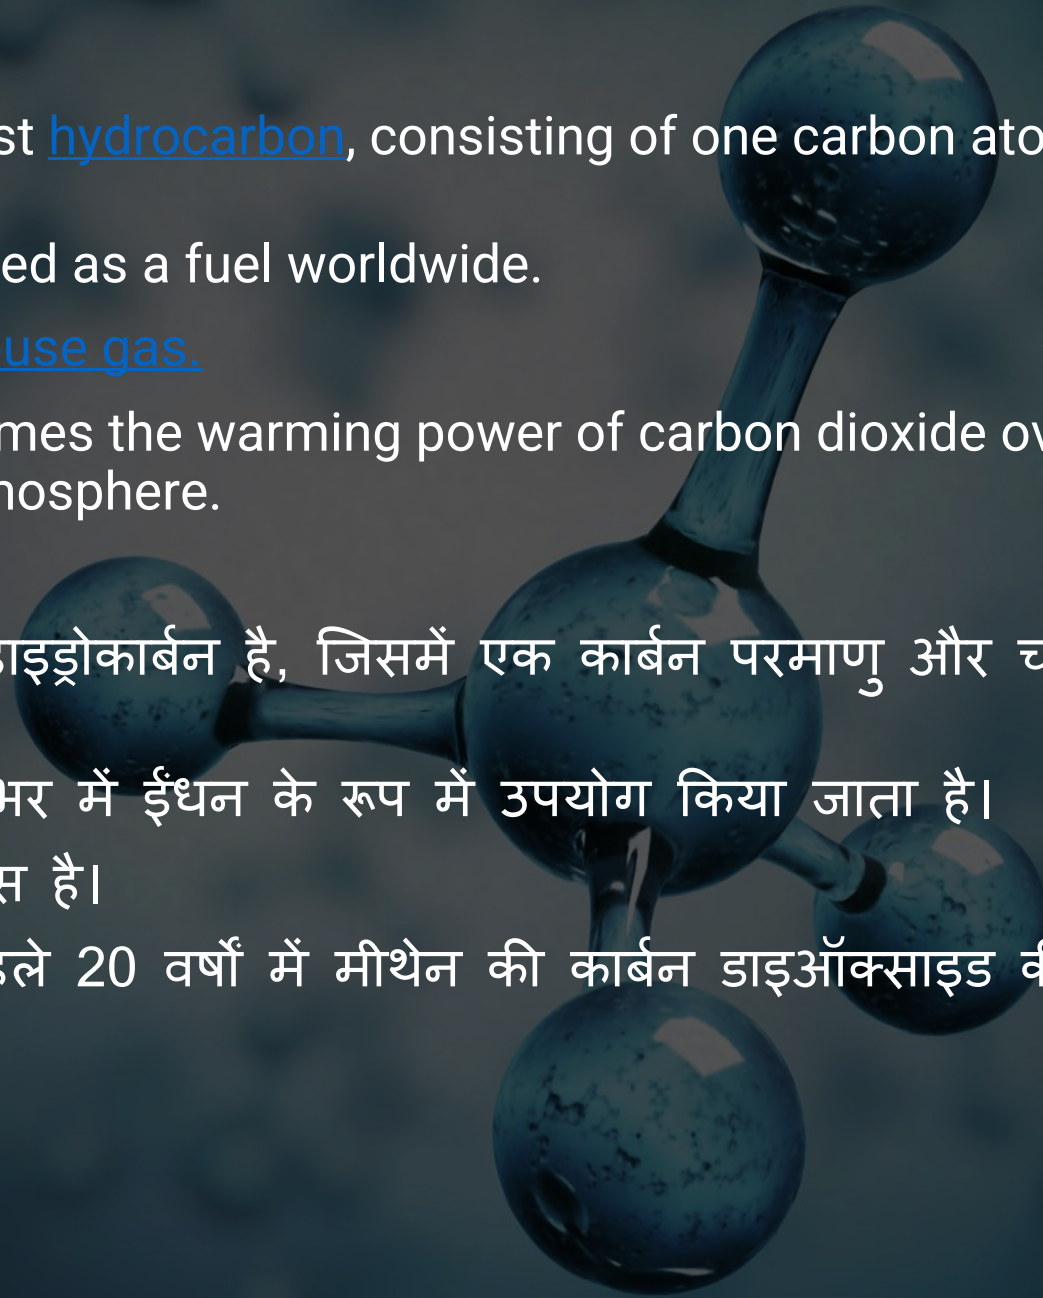 st hydrocarbon, consisting of one carbon ato
ed as a fuel worldwide.
use gas.
mes the warming power of carbon dioxide ov
nosphere.
हाइड्रोकार्बन है, जिसमें एक कार्बन परमाणु और च
भर में ईंधन के रूप में उपयोग किया जाता है।
स है।
हले 20 वर्षों में मीथेन की कार्बन डाइऑक्साइड की